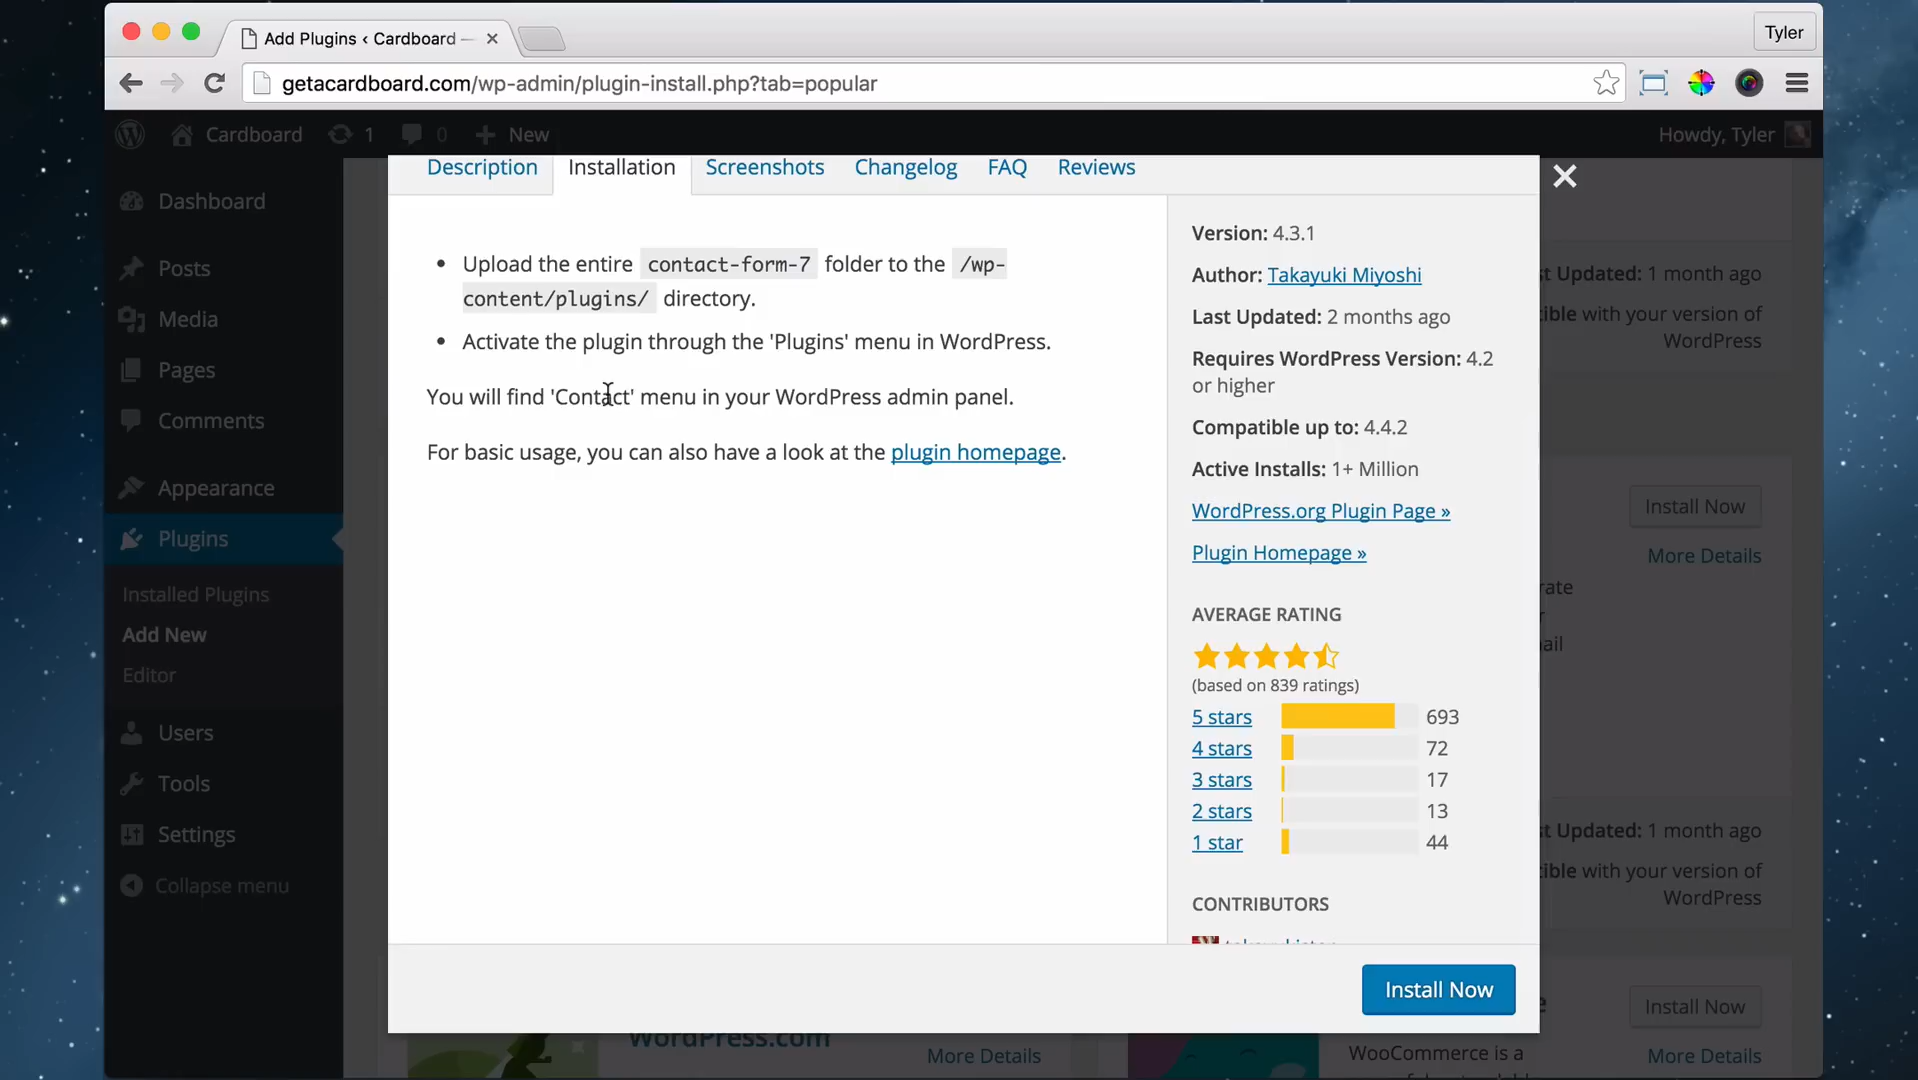 Add Plugins ‹ Cardboard —
Tyler
getacardboard.com/wp-admin/plugin-install.php?tab=popular
Cardboard 1 0 New
Howdy, Tyler
Dashboard
Posts
Media
Pages
Comments
Appearance
Plugins
Installed Plugins
Add New
Editor
Users
Tools
Settings
Collapse menu
Description Installation Screenshots Changelog FAQ Reviews
Upload the entire contact-form-7 folder to the /wp-
content/plugins/ directory.
Activate the plugin through the 'Plugins' menu in WordPress.
You will find 'Contact' menu in your WordPress admin panel.
For basic usage, you can also have a look at the plugin homepage.
Version: 4.3.1
Author: Takayuki Miyoshi
Last Updated: 2 months ago
Requires WordPress Version: 4.2
or higher
Compatible up to: 4.4.2
Active Installs: 1+ Million
WordPress.org Plugin Page »
Plugin Homepage »
AVERAGE RATING
(based on 839 ratings)
5 stars 693
4 stars 72
3 stars 17
2 stars 13
1 star 44
CONTRIBUTORS
Install Now
st Updated: 1 month ago
ible with your version of
WordPress
Install Now
More Details
rate
ail
st Updated: 1 month ago
ible with your version of
WordPress
Install Now
More Details
WordPress.com
More Details
WooCommerce is a